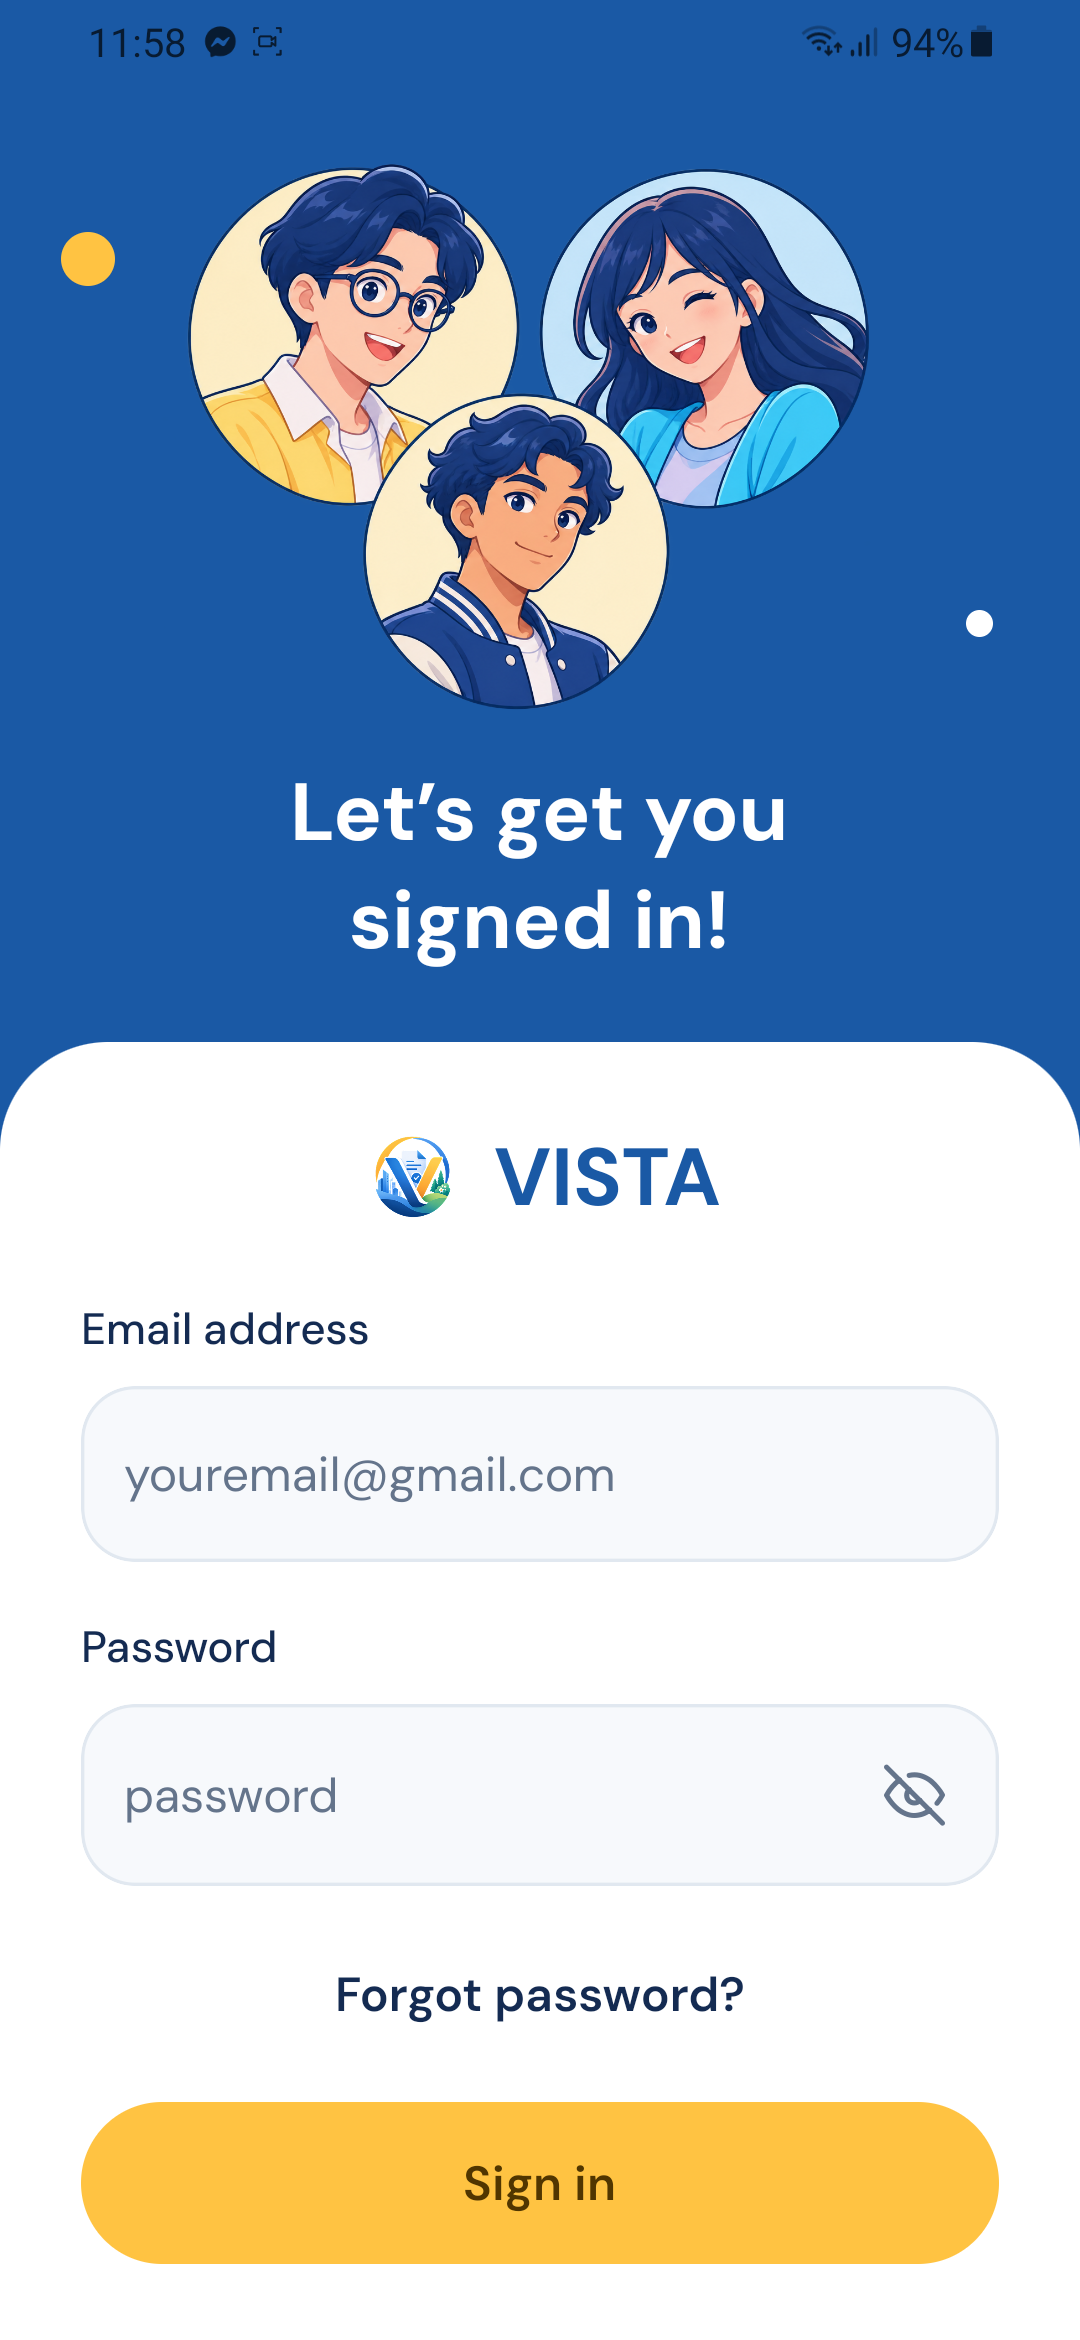 11:58 94%
Let’s get you
signed in!
VISTA
Email address
youremail@gmail.com
Password
password
Forgot password?
Sign in